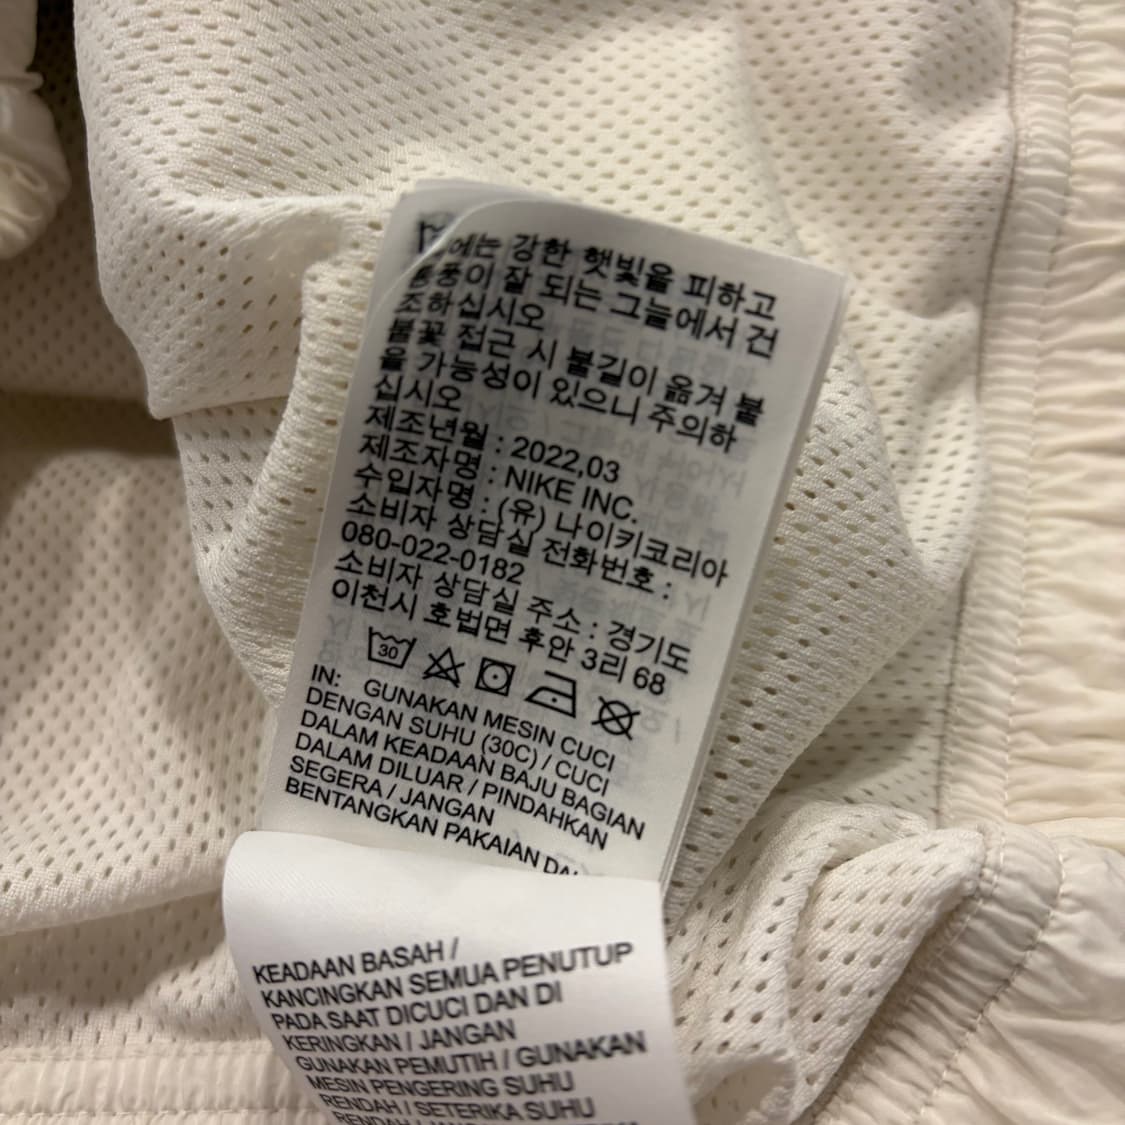 에는 강한 햇빛을 피하고
통풍이 잘 되는 그늘에서 건
조하십시오
불꽃 접근 시 불길이 옮겨 붙
을 가능성이 있으니 주의하
십시오
제조년월 : 2022.03
제조자명 : NIKE INC.
수입자명 : (유) 나이키코리아
소비자 상담실 전화번호 :
080-022-0182
소비자 상담실 주소 : 경기도
이천시 호법면 후안 3리 68
30
IN: GUNAKAN MESIN CUCI
DENGAN SUHU (30C) / CUCI
DALAM KEADAAN BAJU BAGIAN
DALAM DILUAR / PINDAHKAN
SEGERA / JANGAN
BENTANGKAN PAKAIAN
KEADAAN BASAH /
KANCINGKAN SEMUA PENUTUP
PADA SAAT DICUCI DAN DI
KERINGKAN / JANGAN
GUNAKAN PEMUTIH / GUNAKAN
MESIN PENGERING SUHU
RENDAH / SETERIKA SUHU